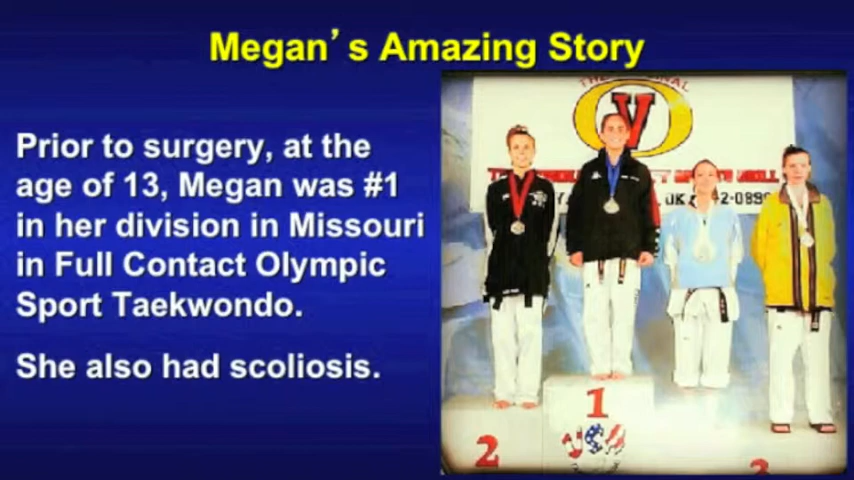 Megan's Amazing Story
Prior to surgery, at the
age of 13, Megan was #1
in her division in Missouri
in Full Contact Olympic
Sport Taekwondo.
She also had scoliosis.
V
1
2
USA